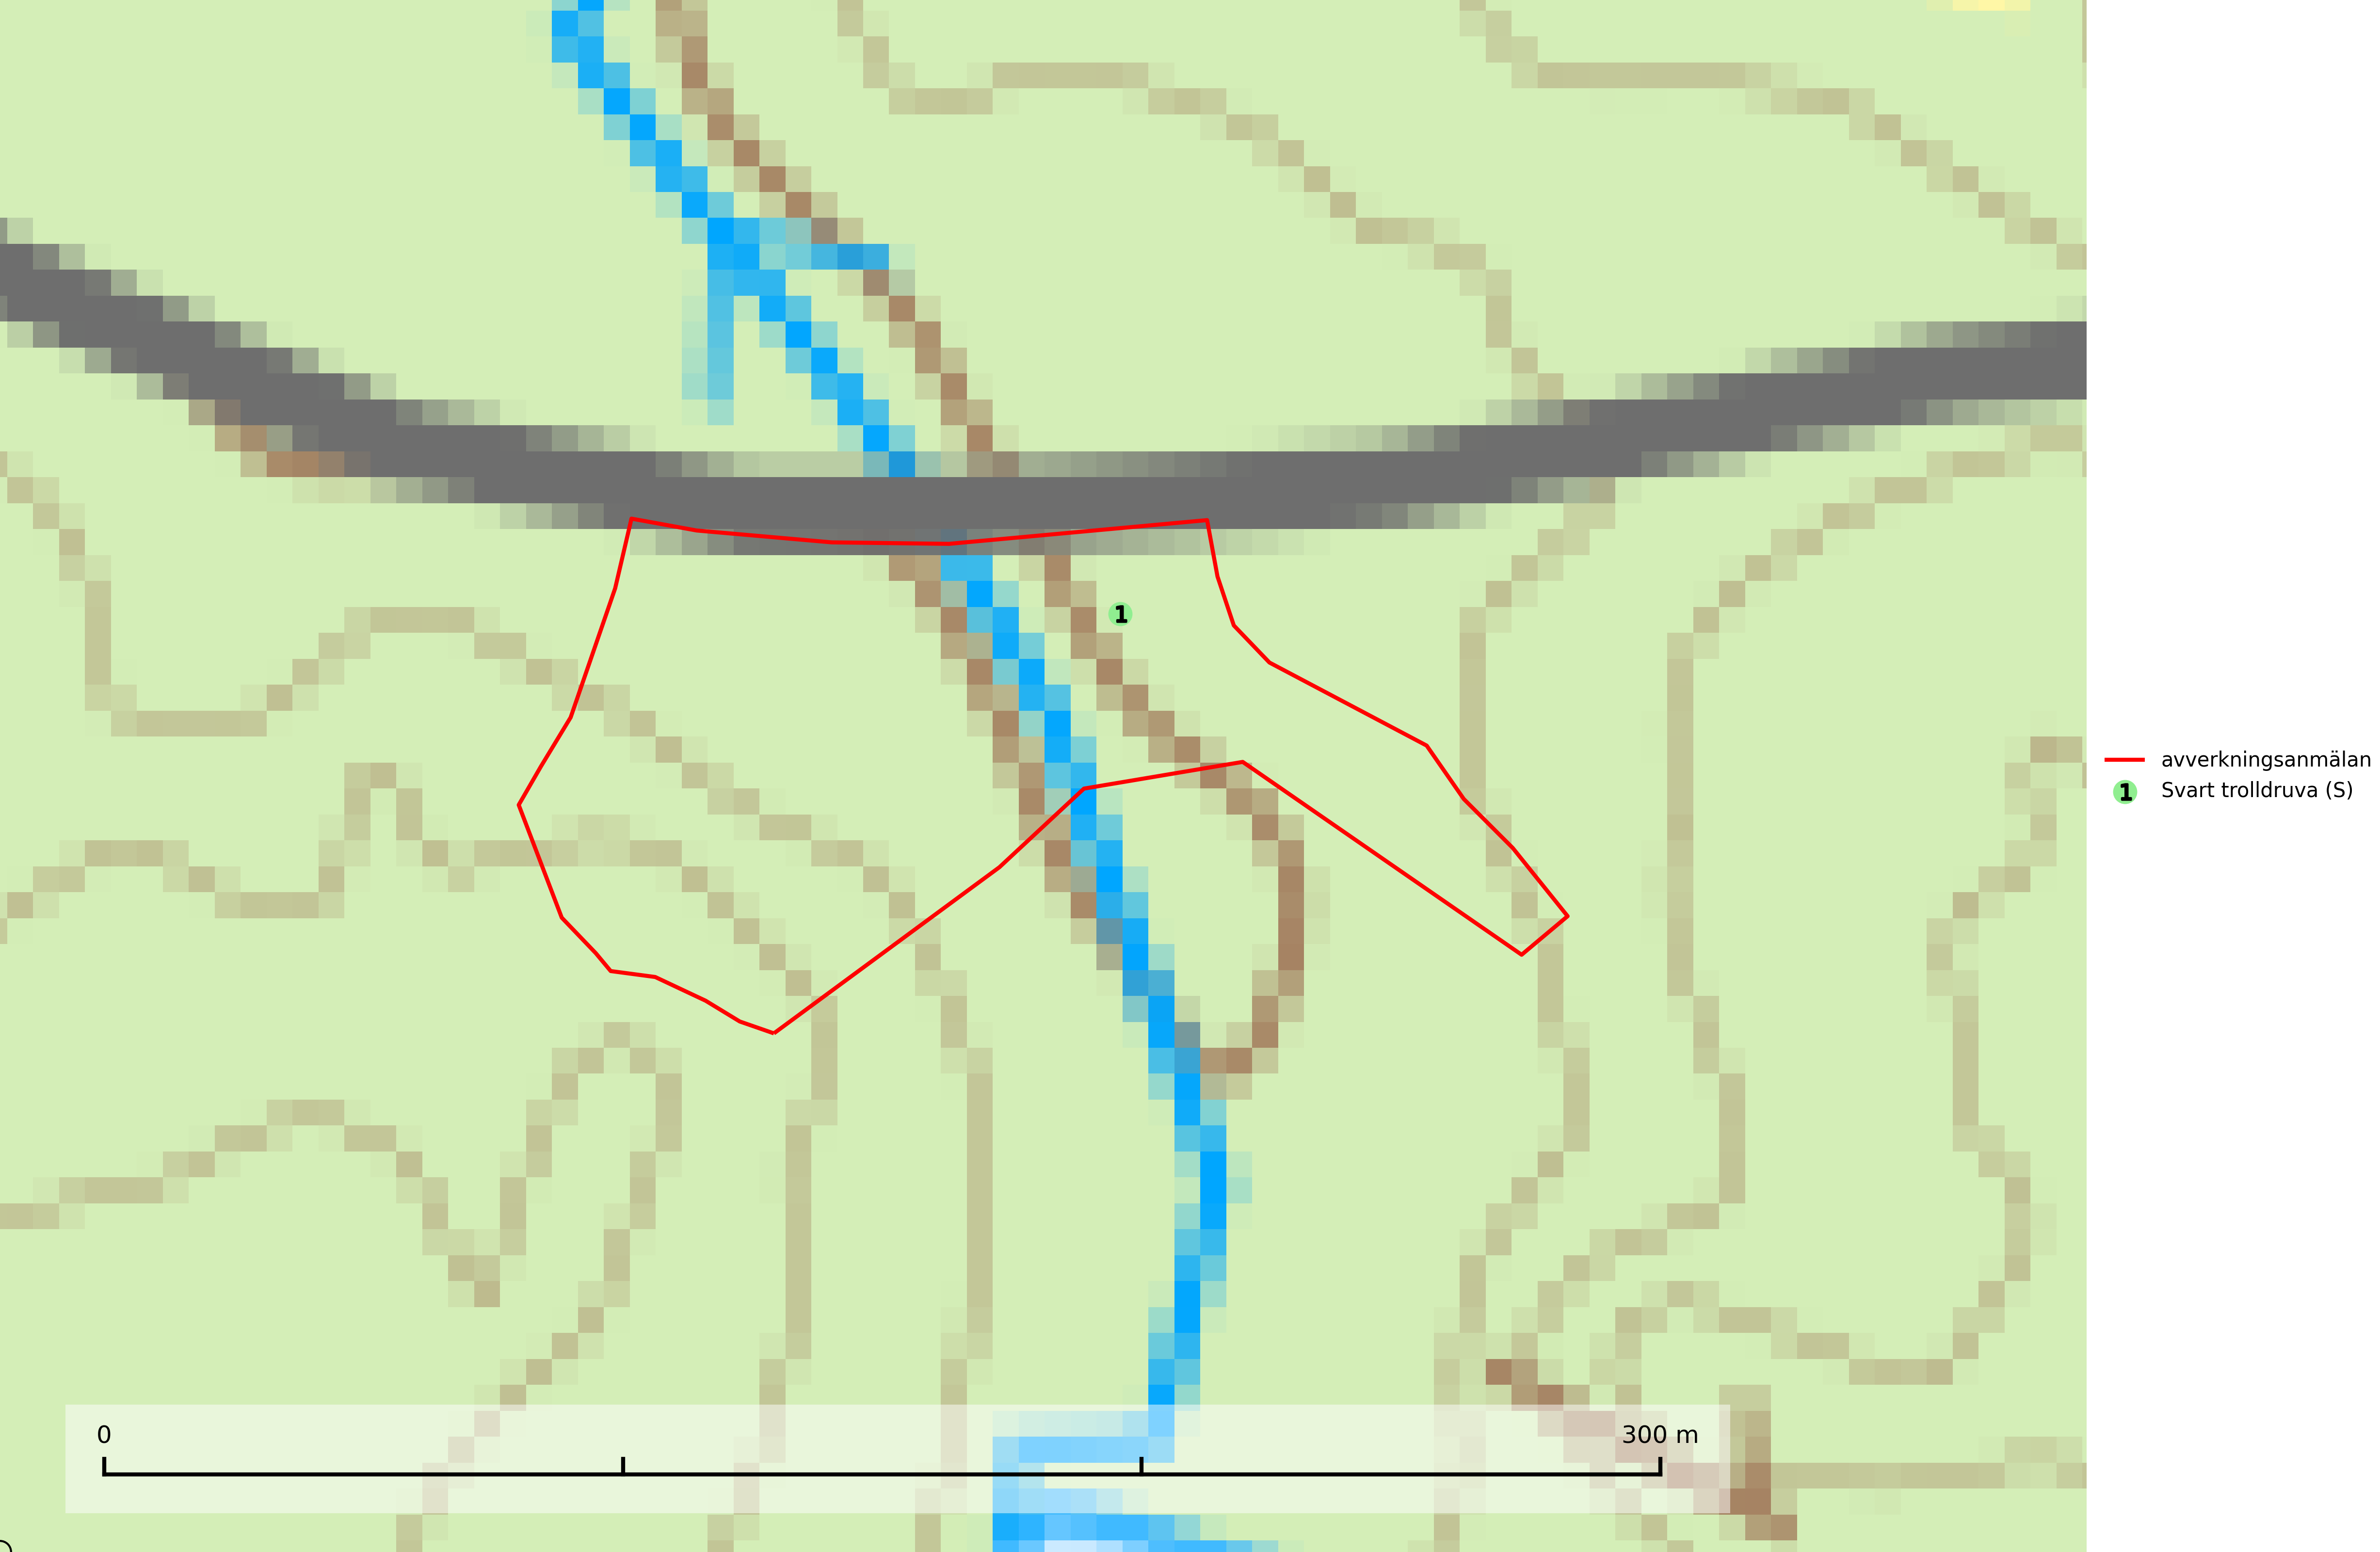 1
avverkningsanmälan
1 Svart trolldruva (S)
0 300 m